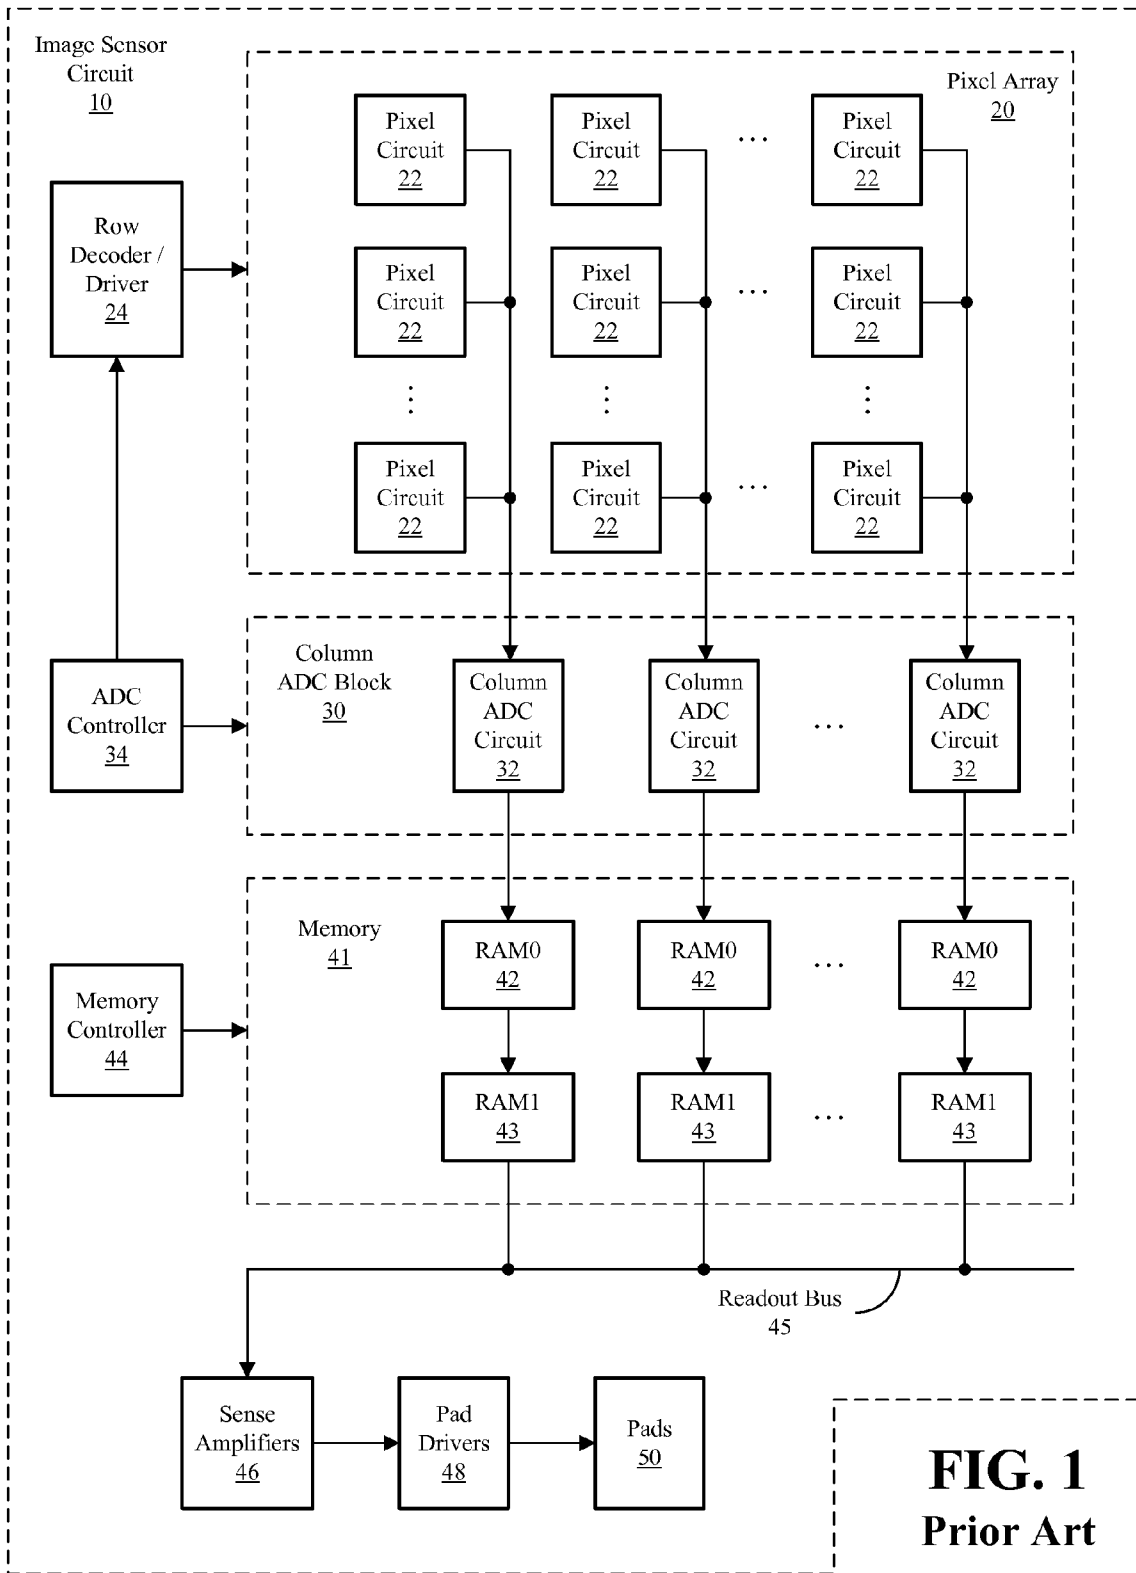 Image Sensor
Circuit
10
Pixel Array
20
Pixel
Circuit
22
Pixel
Circuit
22
...
Pixel
Circuit
22
Row
Decoder /
Driver
24
Pixel
Circuit
22
Pixel
Circuit
22
...
Pixel
Circuit
22
Pixel
Circuit
22
Pixel
Circuit
22
...
Pixel
Circuit
22
Column
ADC Block
30
ADC
Controller
34
Column
ADC
Circuit
32
Column
ADC
Circuit
32
...
Column
ADC
Circuit
32
Memory
41
Memory
Controller
44
RAM0
42
RAM0
42
...
RAM0
42
RAM1
43
RAM1
43
...
RAM1
43
Readout Bus
45
Sense
Amplifiers
46
Pad
Drivers
48
Pads
50
FIG. 1
Prior Art